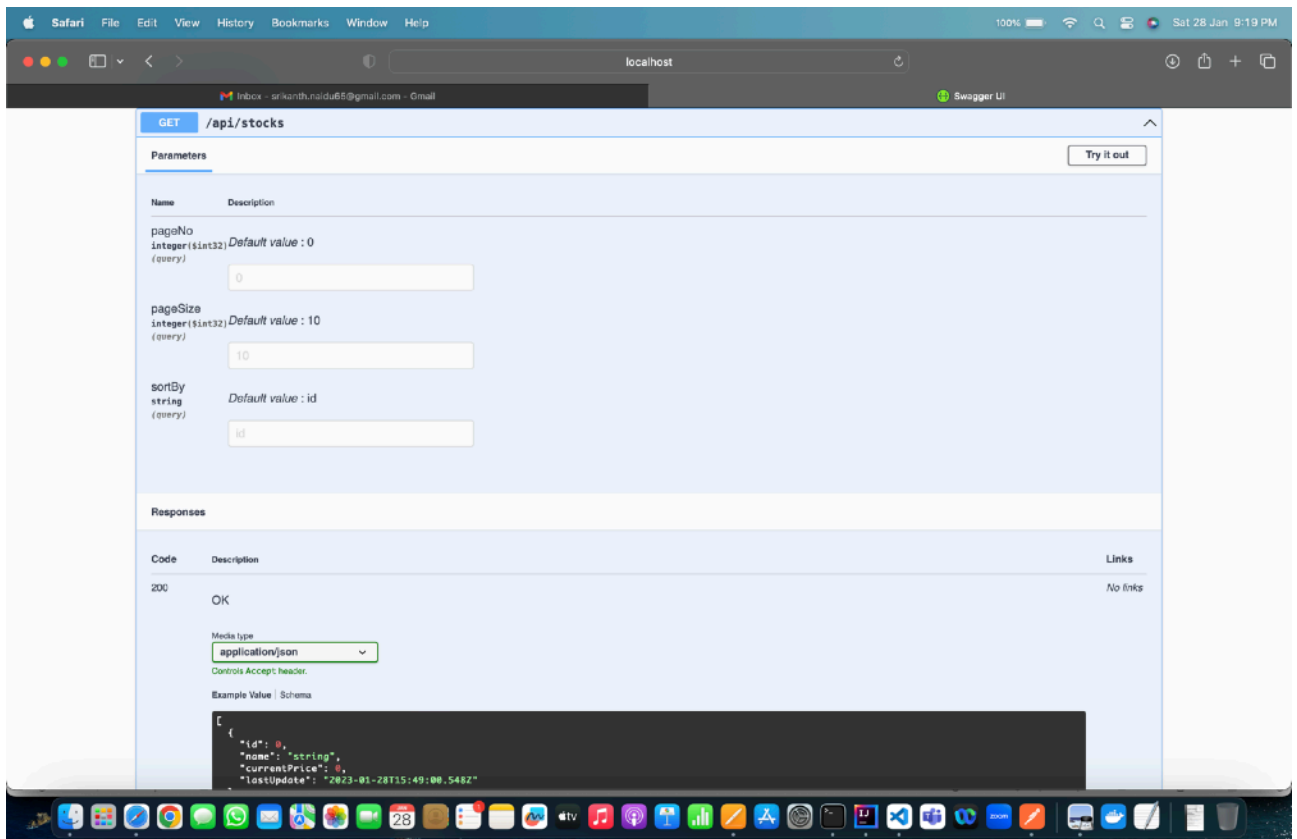 Safari File Edit View History Bookmarks Window Help 100% Sat 28 Jan 9:19 PM
localhost
Inbox - srikanth.naidu65@gmail.com - Gmail
Swagger UI
GET /api/stocks
Parameters
Try it out
Name Description
pageNo
integer($int32) Default value : 0
(query)
0
pageSize
integer($int32) Default value : 10
(query)
10
sortBy
string Default value : id
(query)
id
Responses
Code Description Links
200 No links
OK
Media type
application/json
Controls Accept header.
Example Value | Schema
[
{
"id": 0,
"name": "string",
"currentPrice": 0,
"lastUpdate": "2023-01-28T15:49:00.548Z"
JAN
28
tv
zoom